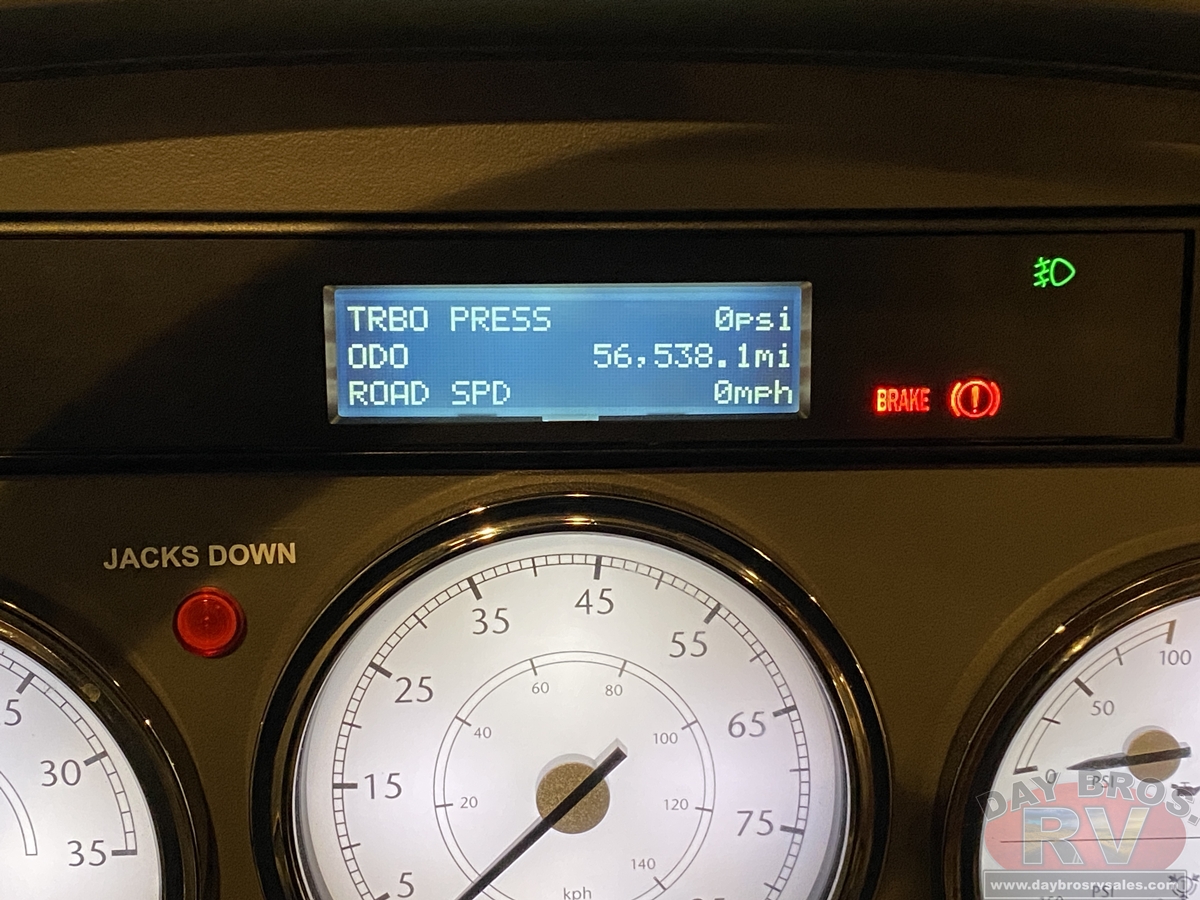 TRBO PRESS 0psi
ODO 56,538.1mi
ROAD SPD 0mph
BRAKE
JACKS DOWN
30
35
5
15
25
35
45
55
65
75
20
40
60
80
100
120
140
kph
0
50
100
PSI
DAY BROS.
RV
www.daybrosrvsales.com
PSI